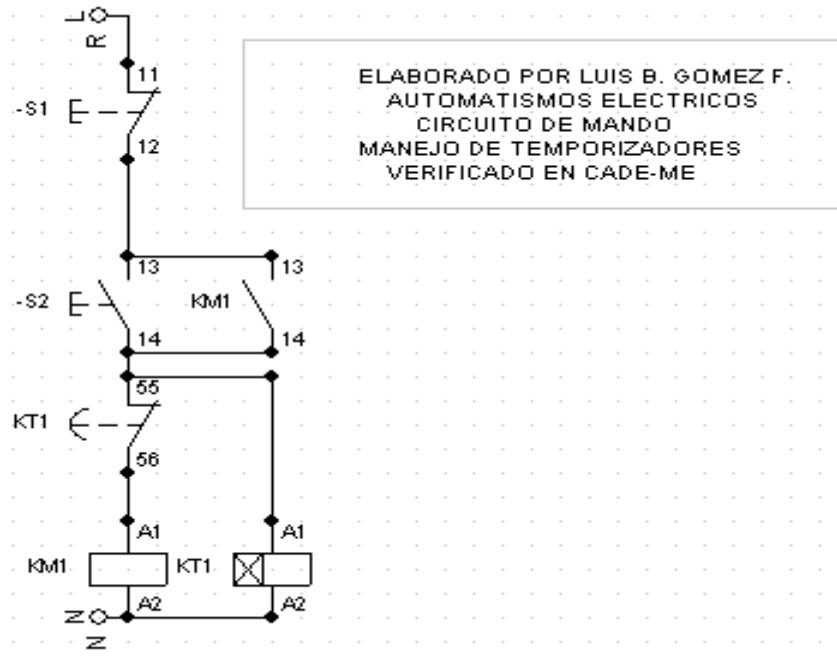 L
R
11
-S1
12
ELABORADO POR LUIS B. GOMEZ F.
AUTOMATISMOS ELECTRICOS
CIRCUITO DE MANDO
MANEJO DE TEMPORIZADORES
VERIFICADO EN CADE-ME
13
13
-S2
KM1
14
14
55
KT1
56
A1
A1
KM1
KT1
A2
A2
N
N